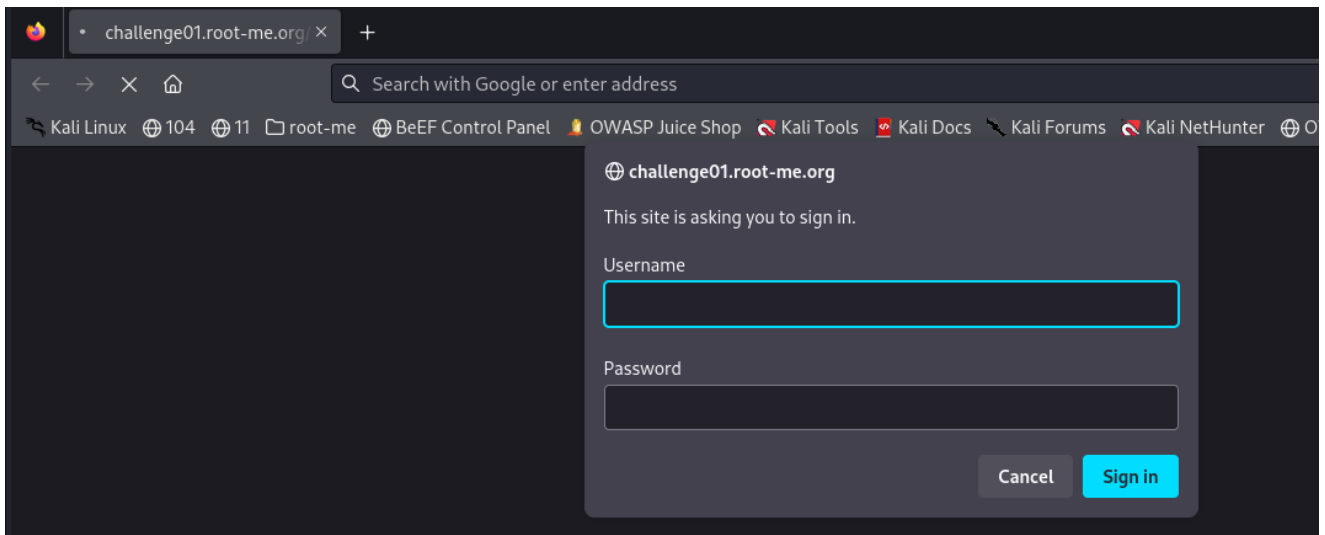 challenge01.root-me.org/
Search with Google or enter address
Kali Linux 104 11 root-me BeEF Control Panel OWASP Juice Shop Kali Tools Kali Docs Kali Forums Kali NetHunter
challenge01.root-me.org
This site is asking you to sign in.
Username
Password
Cancel Sign in